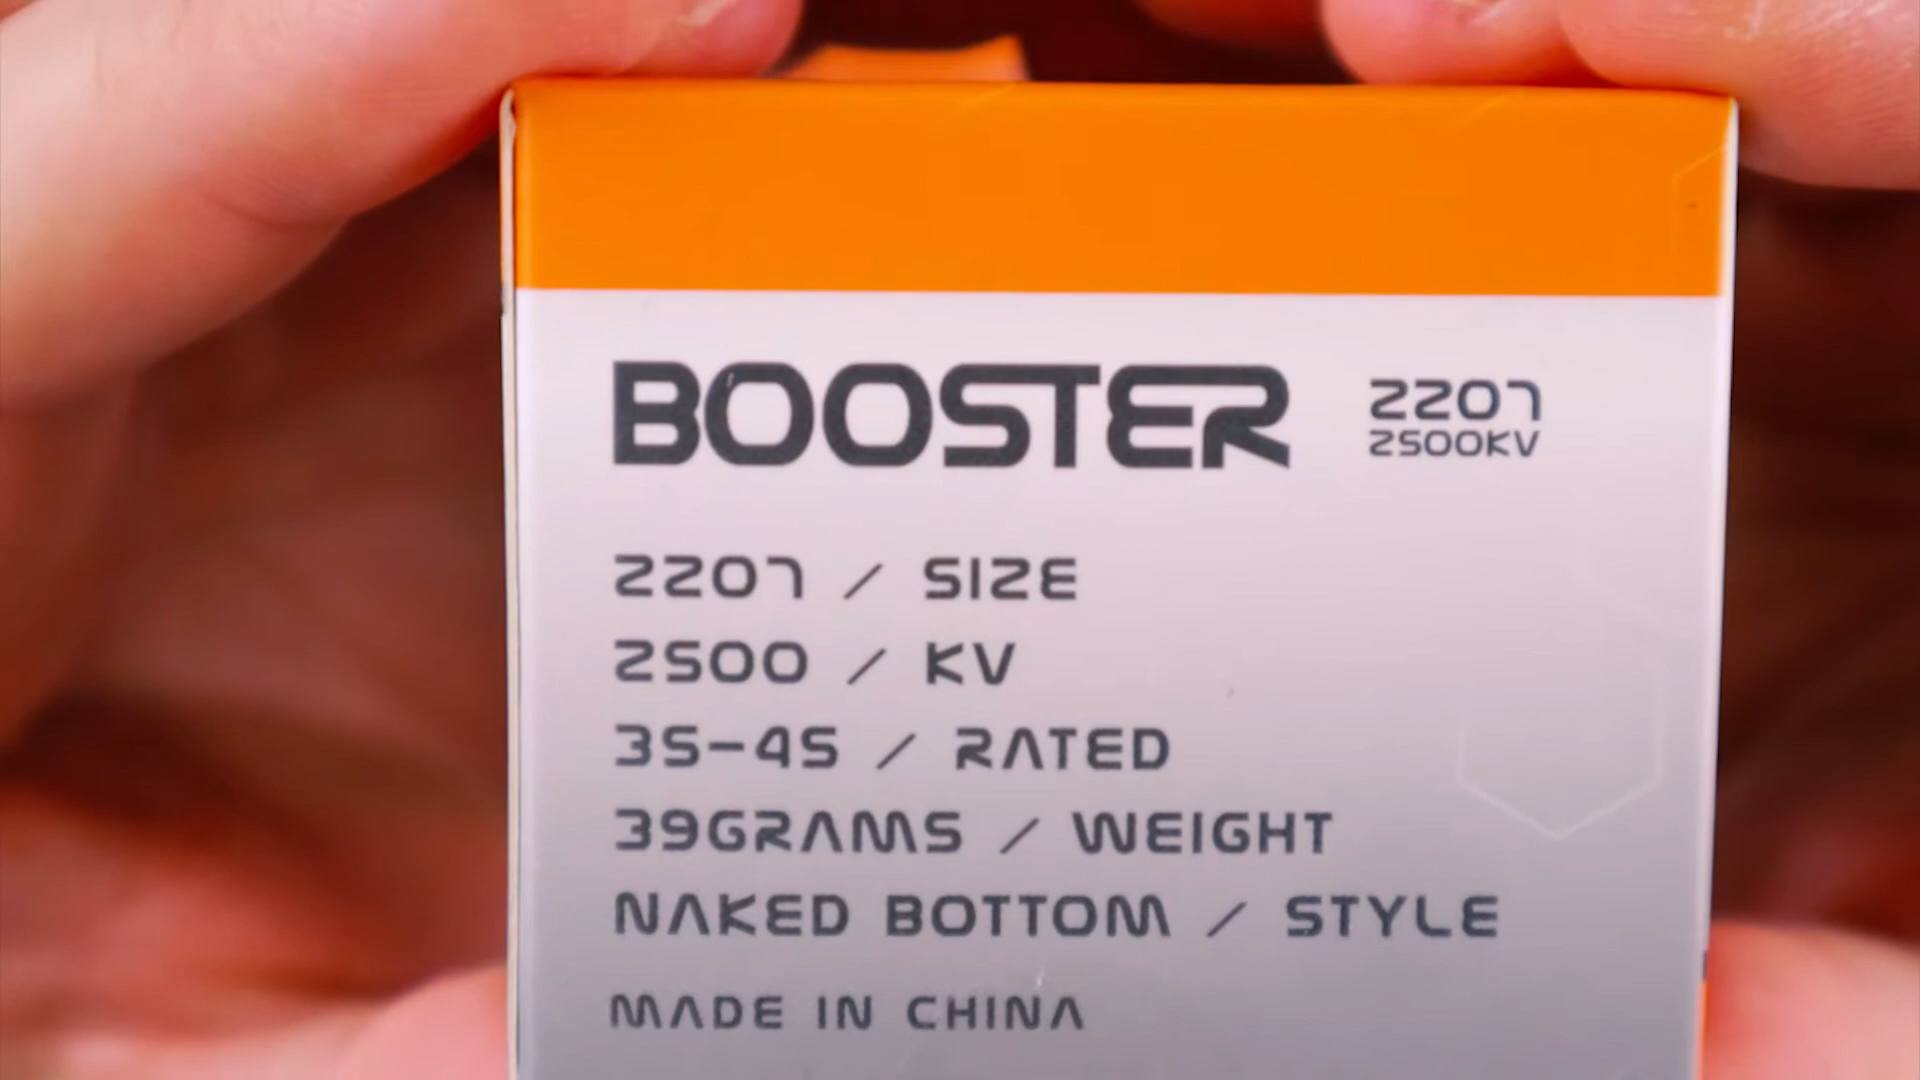 BOOSTER 2207
2500KV
2207 / SIZE
2500 / KV
3S-4S / RATED
39GRAMS / WEIGHT
NAKED BOTTOM / STYLE
MADE IN CHINA